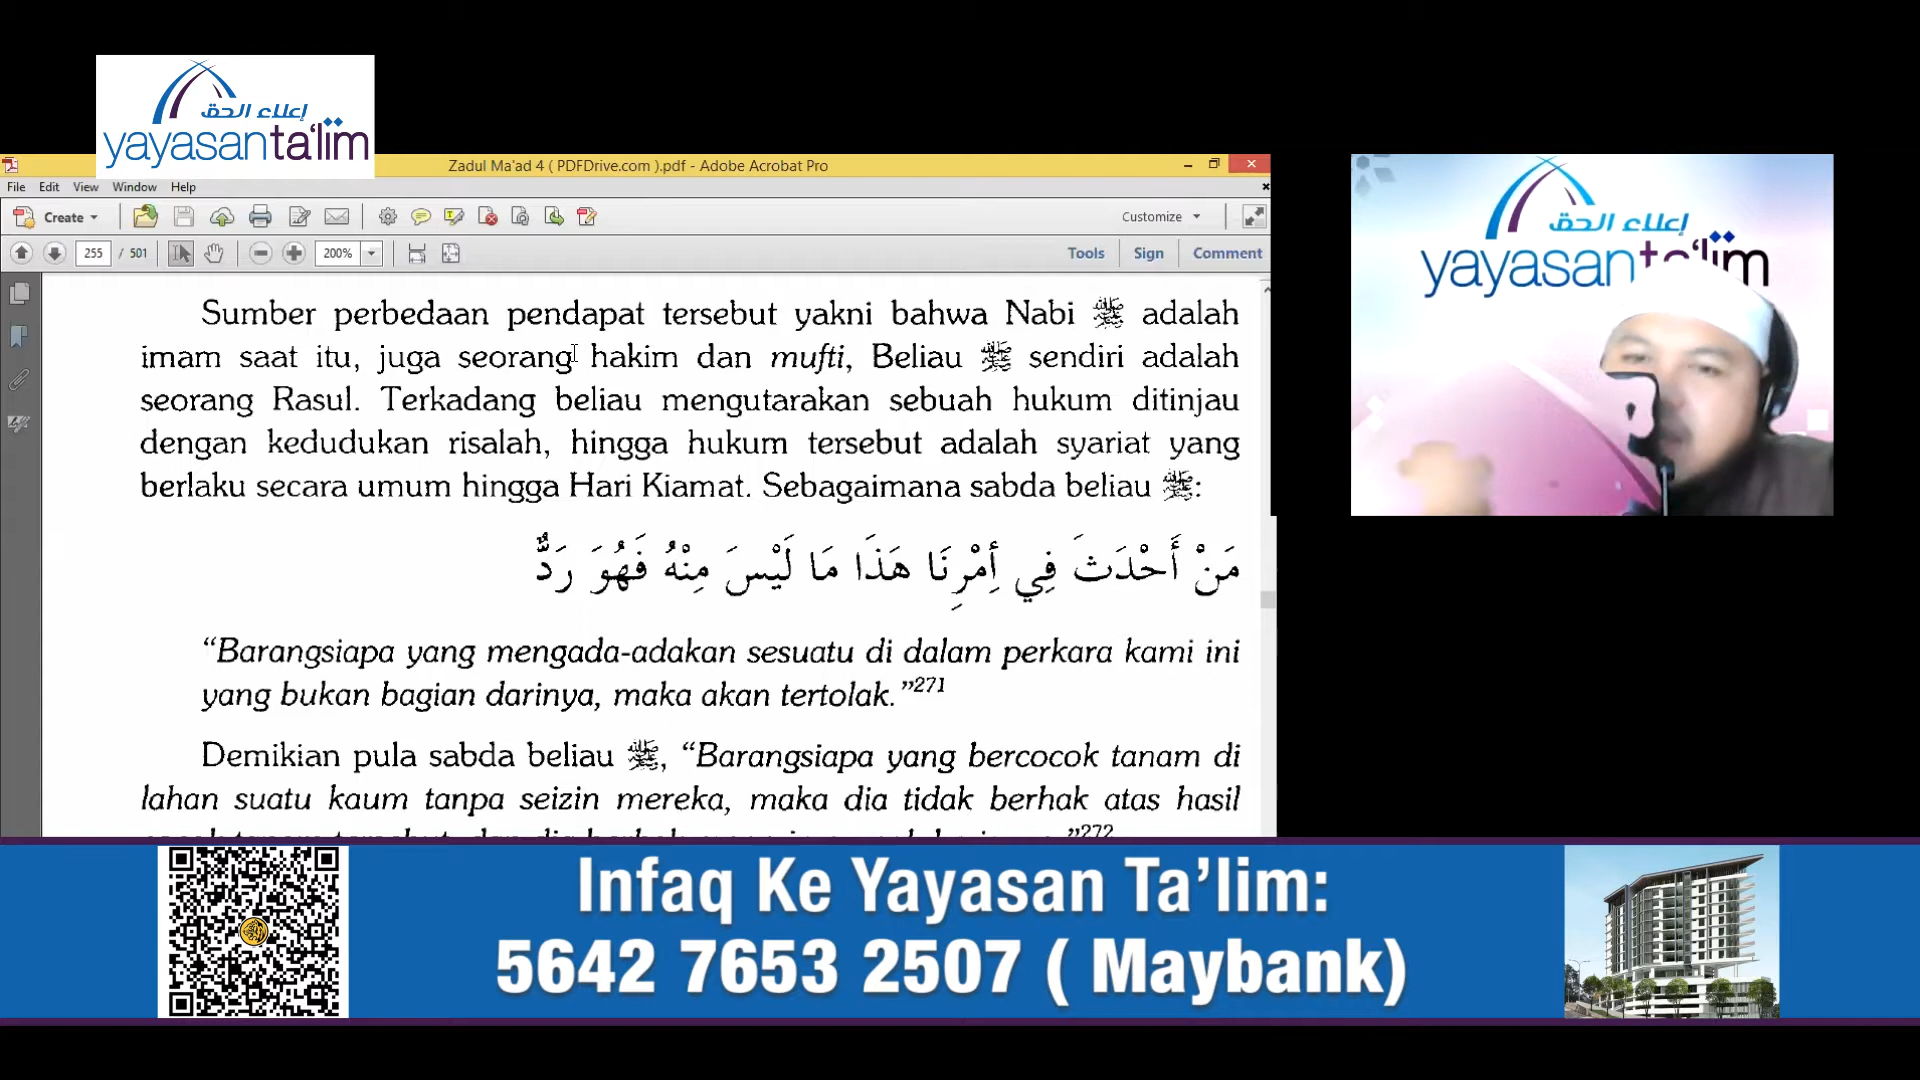 إعلاء الحق
yayasanta'lim
Zadul Ma'ad 4 ( PDFDrive.com ).pdf - Adobe Acrobat Pro
File Edit View Window Help
Create Customize
255 / 501 200% Tools Sign Comment
Sumber perbedaan pendapat tersebut yakni bahwa Nabi ﷺ adalah
imam saat itu, juga seorang hakim dan mufti, Beliau ﷺ sendiri adalah
seorang Rasul. Terkadang beliau mengutarakan sebuah hukum ditinjau
dengan kedudukan risalah, hingga hukum tersebut adalah syariat yang
berlaku secara umum hingga Hari Kiamat. Sebagaimana sabda beliau ﷺ:
مَنْ أَحْدَثَ فِي أَمْرِنَا هَذَا مَا لَيْسَ مِنْهُ فَهُوَ رَدٌّ
“Barangsiapa yang mengada-adakan sesuatu di dalam perkara kami ini
yang bukan bagian darinya, maka akan tertolak.”271
Demikian pula sabda beliau ﷺ, “Barangsiapa yang bercocok tanam di
lahan suatu kaum tanpa seizin mereka, maka dia tidak berhak atas hasil
”272
إعلاء الحق
yayasanta'lim
Infaq Ke Yayasan Ta’lim:
5642 7653 2507 ( Maybank)